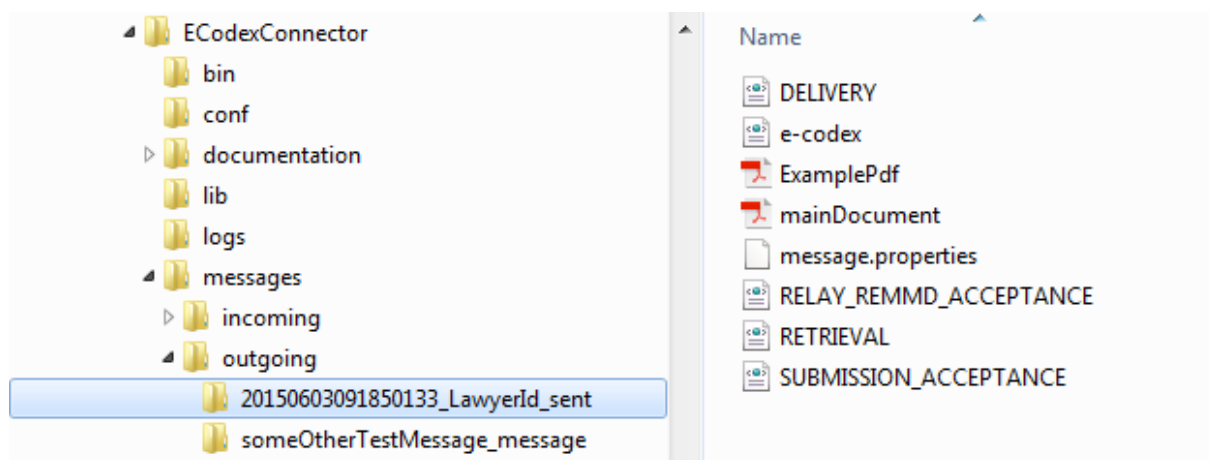 ECodexConnector
bin
conf
documentation
lib
logs
messages
incoming
outgoing
20150603091850133_LawyerId_sent
someOtherTestMessage_message
Name
DELIVERY
e-codex
ExamplePdf
mainDocument
message.properties
RELAY_REMMD_ACCEPTANCE
RETRIEVAL
SUBMISSION_ACCEPTANCE